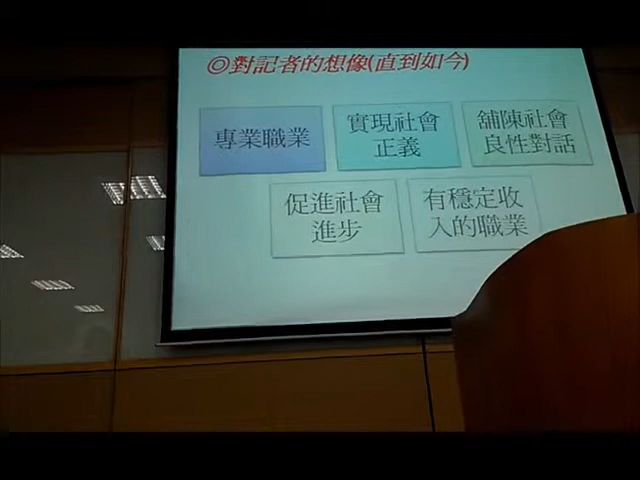 ◎對記者的想像(直到如今)
專業職業
實現社會
正義
舖陳社會
良性對話
促進社會
進步
有穩定收
入的職業